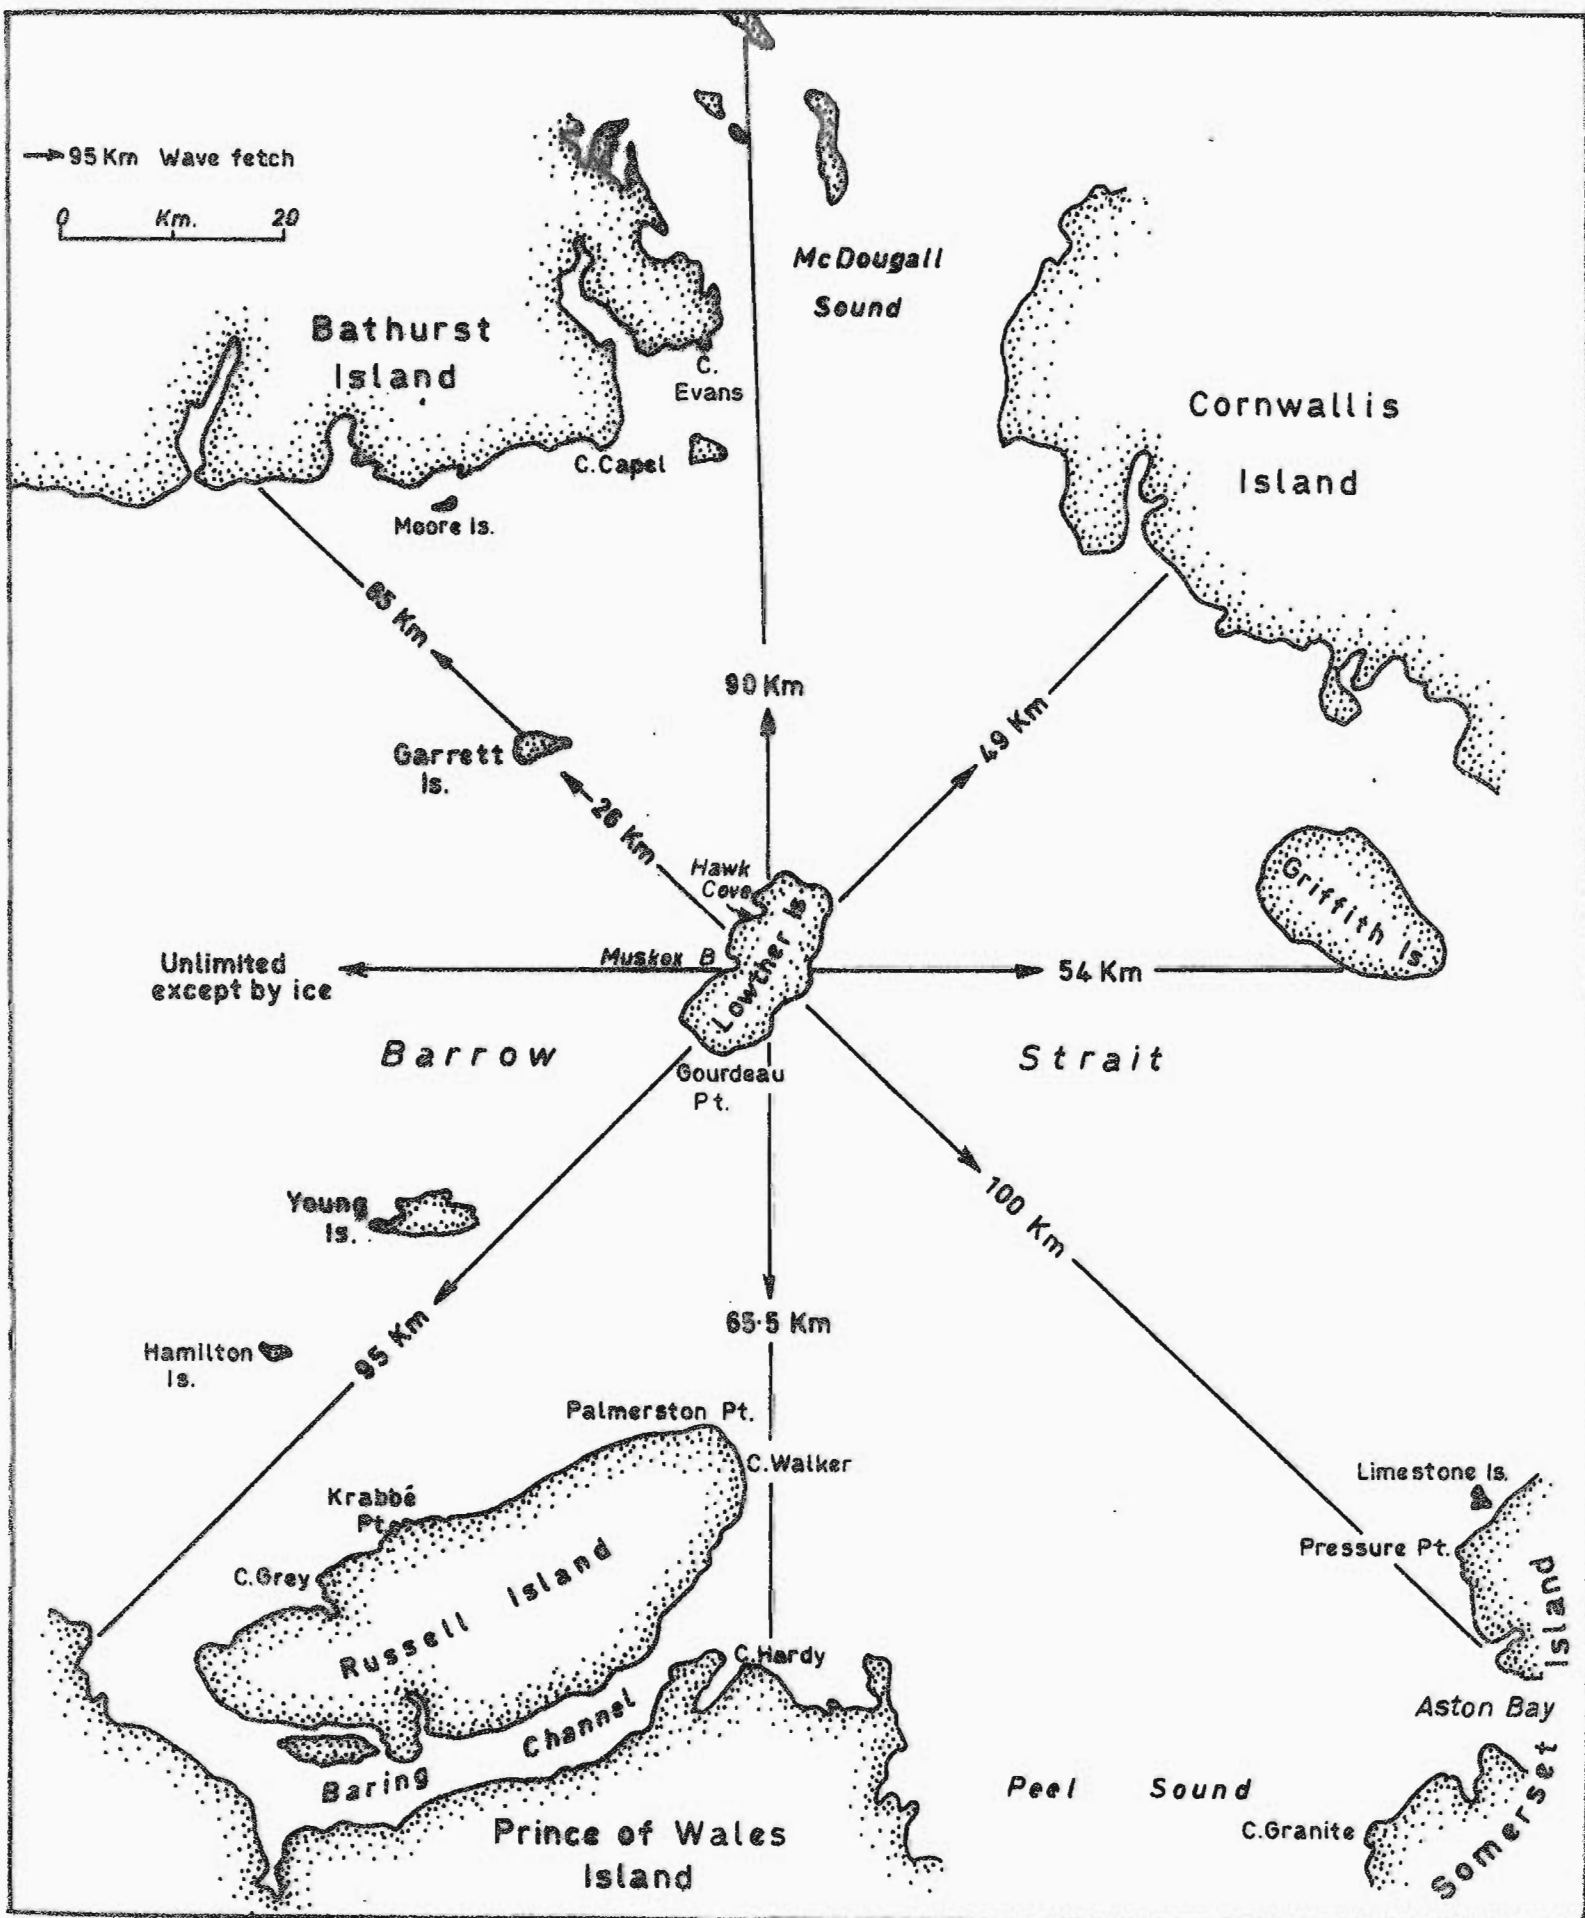 95 Km Wave fetch
0 Km. 20
McDougall
Sound
Bathurst
Island
C.
Evans
C. Capel
Moore Is.
Cornwallis
Island
65 Km
90 Km
49 Km
Garrett
Is.
26 Km
Hawk
Cove
Griffith Is.
Lowther Is
Muskox B
Unlimited
except by ice
54 Km
Barrow
Strait
Gourdeau
Pt.
100 Km
Young
Is.
65·5 Km
95 Km
Hamilton
Is.
Palmerston Pt.
C. Walker
Limestone Is.
Krabbé
Pt.
Pressure Pt.
C. Grey
Russell Island
C. Hardy
Aston Bay
Baring Channel
Peel Sound
Prince of Wales
Island
C. Granite
Somerset Island